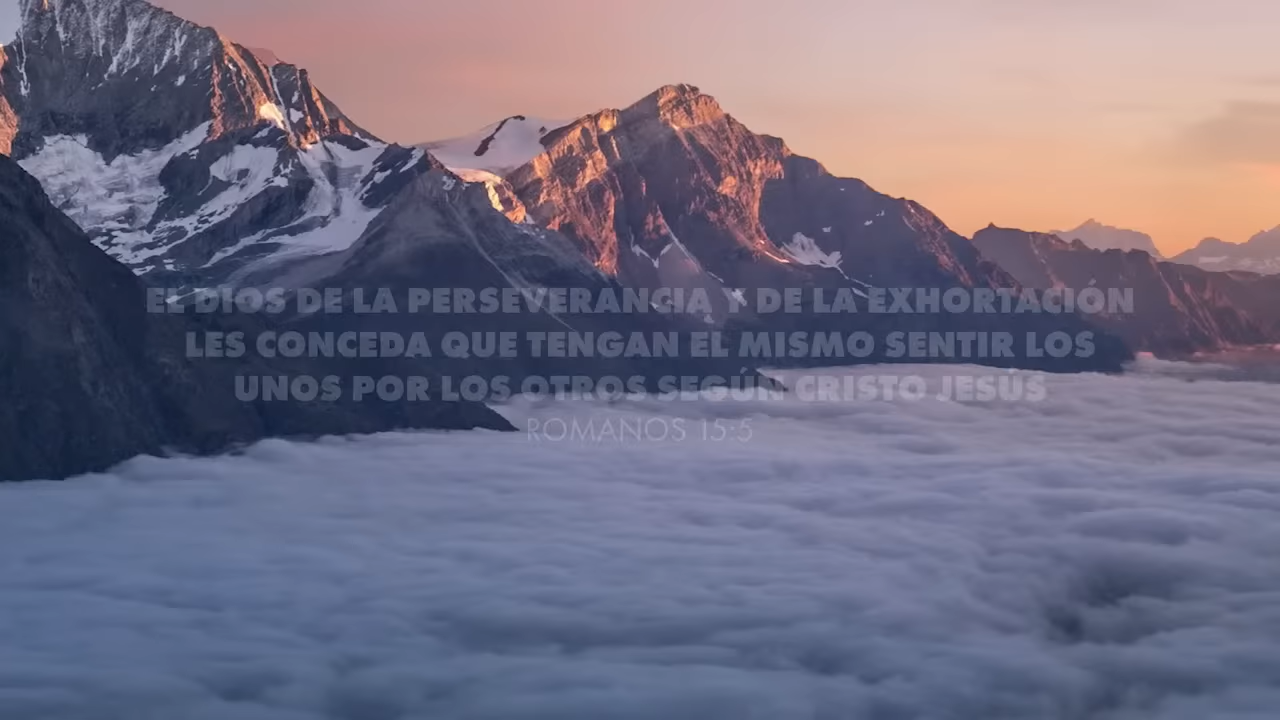 EL DIOS DE LA PERSEVERANCIA Y DE LA EXHORTACIÓN
LES CONCEDA QUE TENGAN EL MISMO SENTIR LOS
UNOS POR LOS OTROS SEGÚN CRISTO JESÚS
ROMANOS 15:5